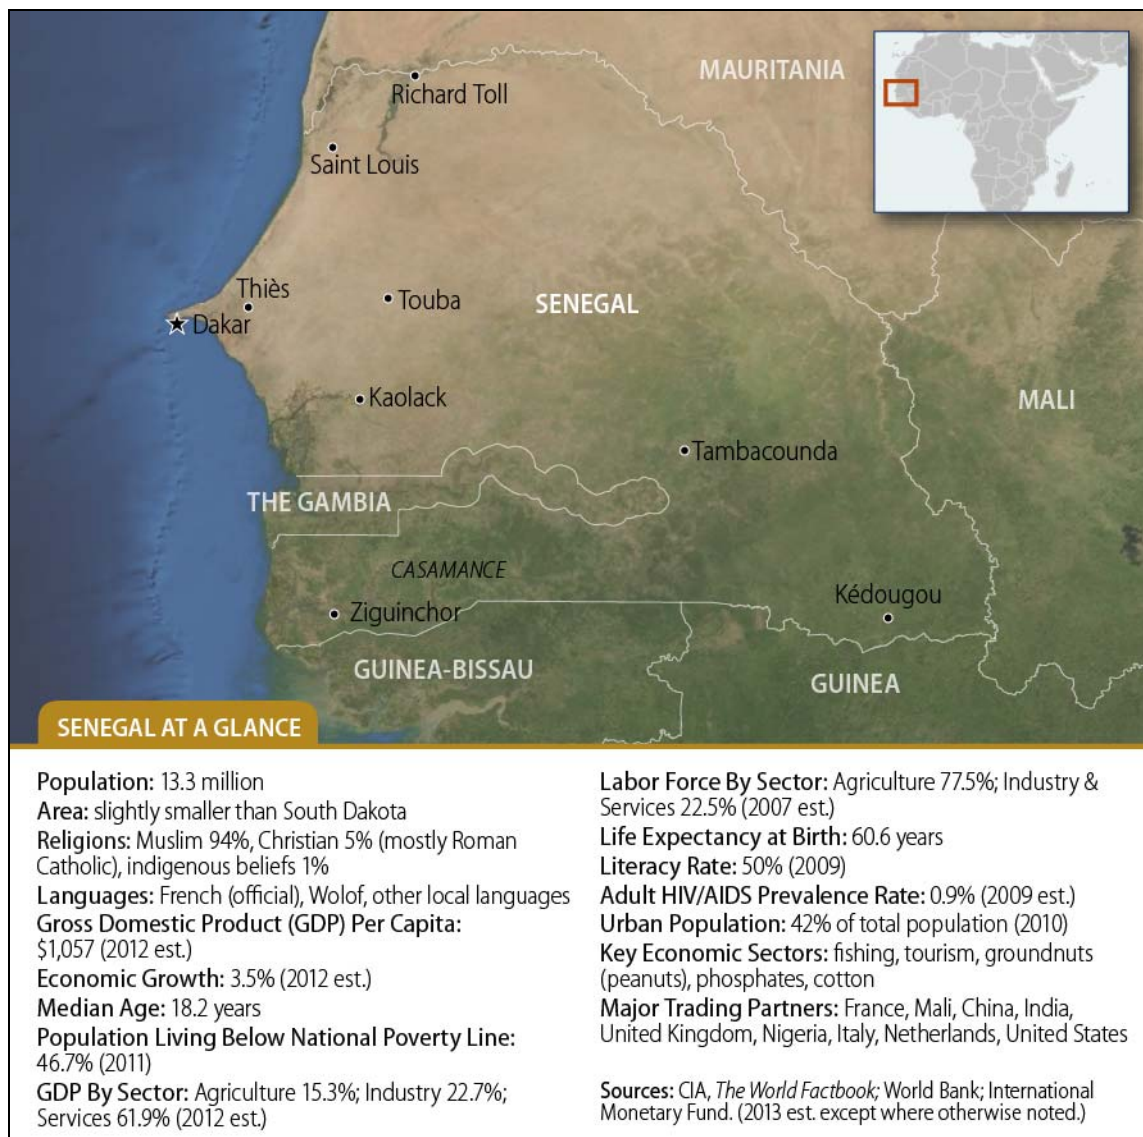 MAURITANIA
Richard Toll
Saint Louis
Thiès
Touba
SENEGAL
Dakar
Kaolack
MALI
Tambacounda
THE GAMBIA
CASAMANCE
Kédougou
Ziguinchor
GUINEA-BISSAU
GUINEA
SENEGAL AT A GLANCE
Population: 13.3 million
Area: slightly smaller than South Dakota
Religions: Muslim 94%, Christian 5% (mostly Roman
Catholic), indigenous beliefs 1%
Languages: French (official), Wolof, other local languages
Gross Domestic Product (GDP) Per Capita:
$1,057 (2012 est.)
Economic Growth: 3.5% (2012 est.)
Median Age: 18.2 years
Population Living Below National Poverty Line:
46.7% (2011)
GDP By Sector: Agriculture 15.3%; Industry 22.7%;
Services 61.9% (2012 est.)
Labor Force By Sector: Agriculture 77.5%; Industry &
Services 22.5% (2007 est.)
Life Expectancy at Birth: 60.6 years
Literacy Rate: 50% (2009)
Adult HIV/AIDS Prevalence Rate: 0.9% (2009 est.)
Urban Population: 42% of total population (2010)
Key Economic Sectors: fishing, tourism, groundnuts
(peanuts), phosphates, cotton
Major Trading Partners: France, Mali, China, India,
United Kingdom, Nigeria, Italy, Netherlands, United States
Sources: CIA, The World Factbook; World Bank; International
Monetary Fund. (2013 est. except where otherwise noted.)